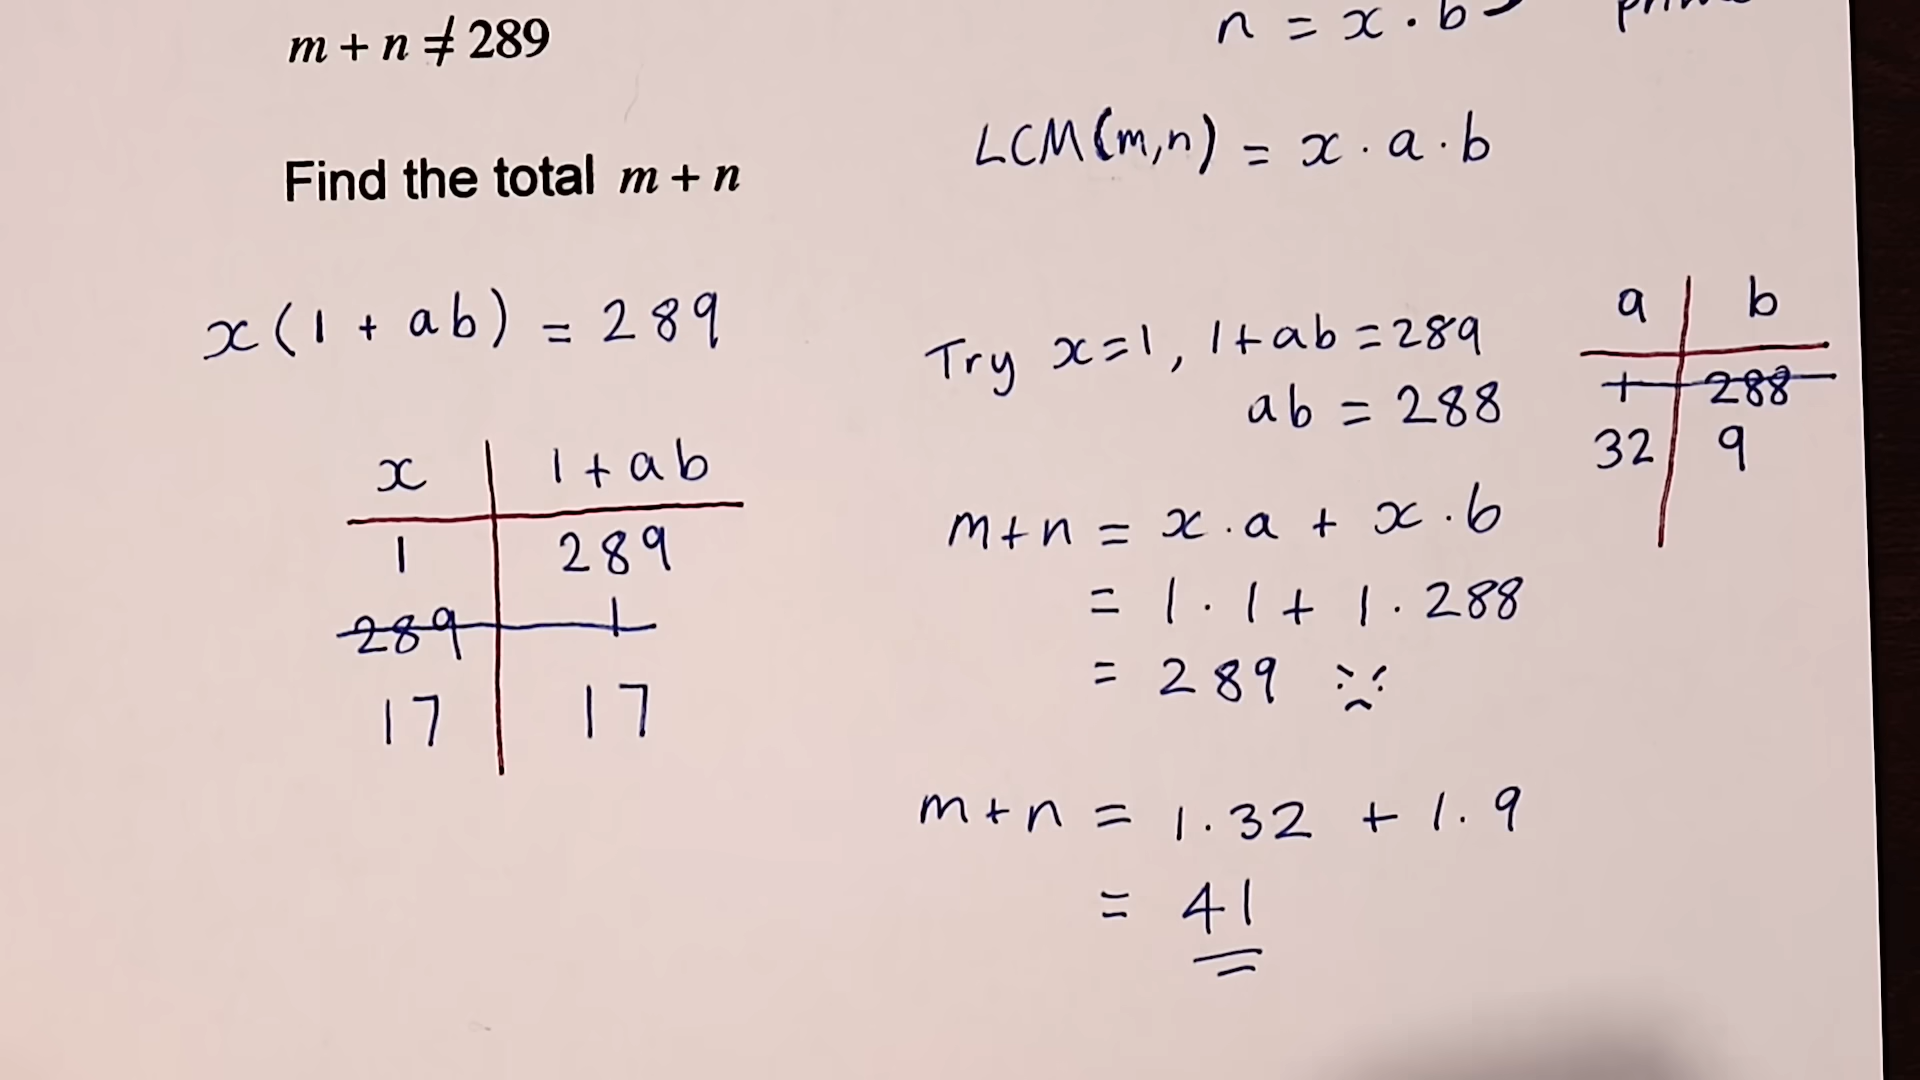 m + n ≠ 289
Find the total m + n
x(1 + ab) = 289
x 1 + ab
1 289
289 1
17 17
n = x · b
LCM(m,n) = x · a · b
Try x=1, 1+ab=289
ab = 288
a b
1 288
32 9
m+n = x · a + x · b
= 1 · 1 + 1 · 288
= 289
m+n = 1 · 32 + 1 · 9
= 41